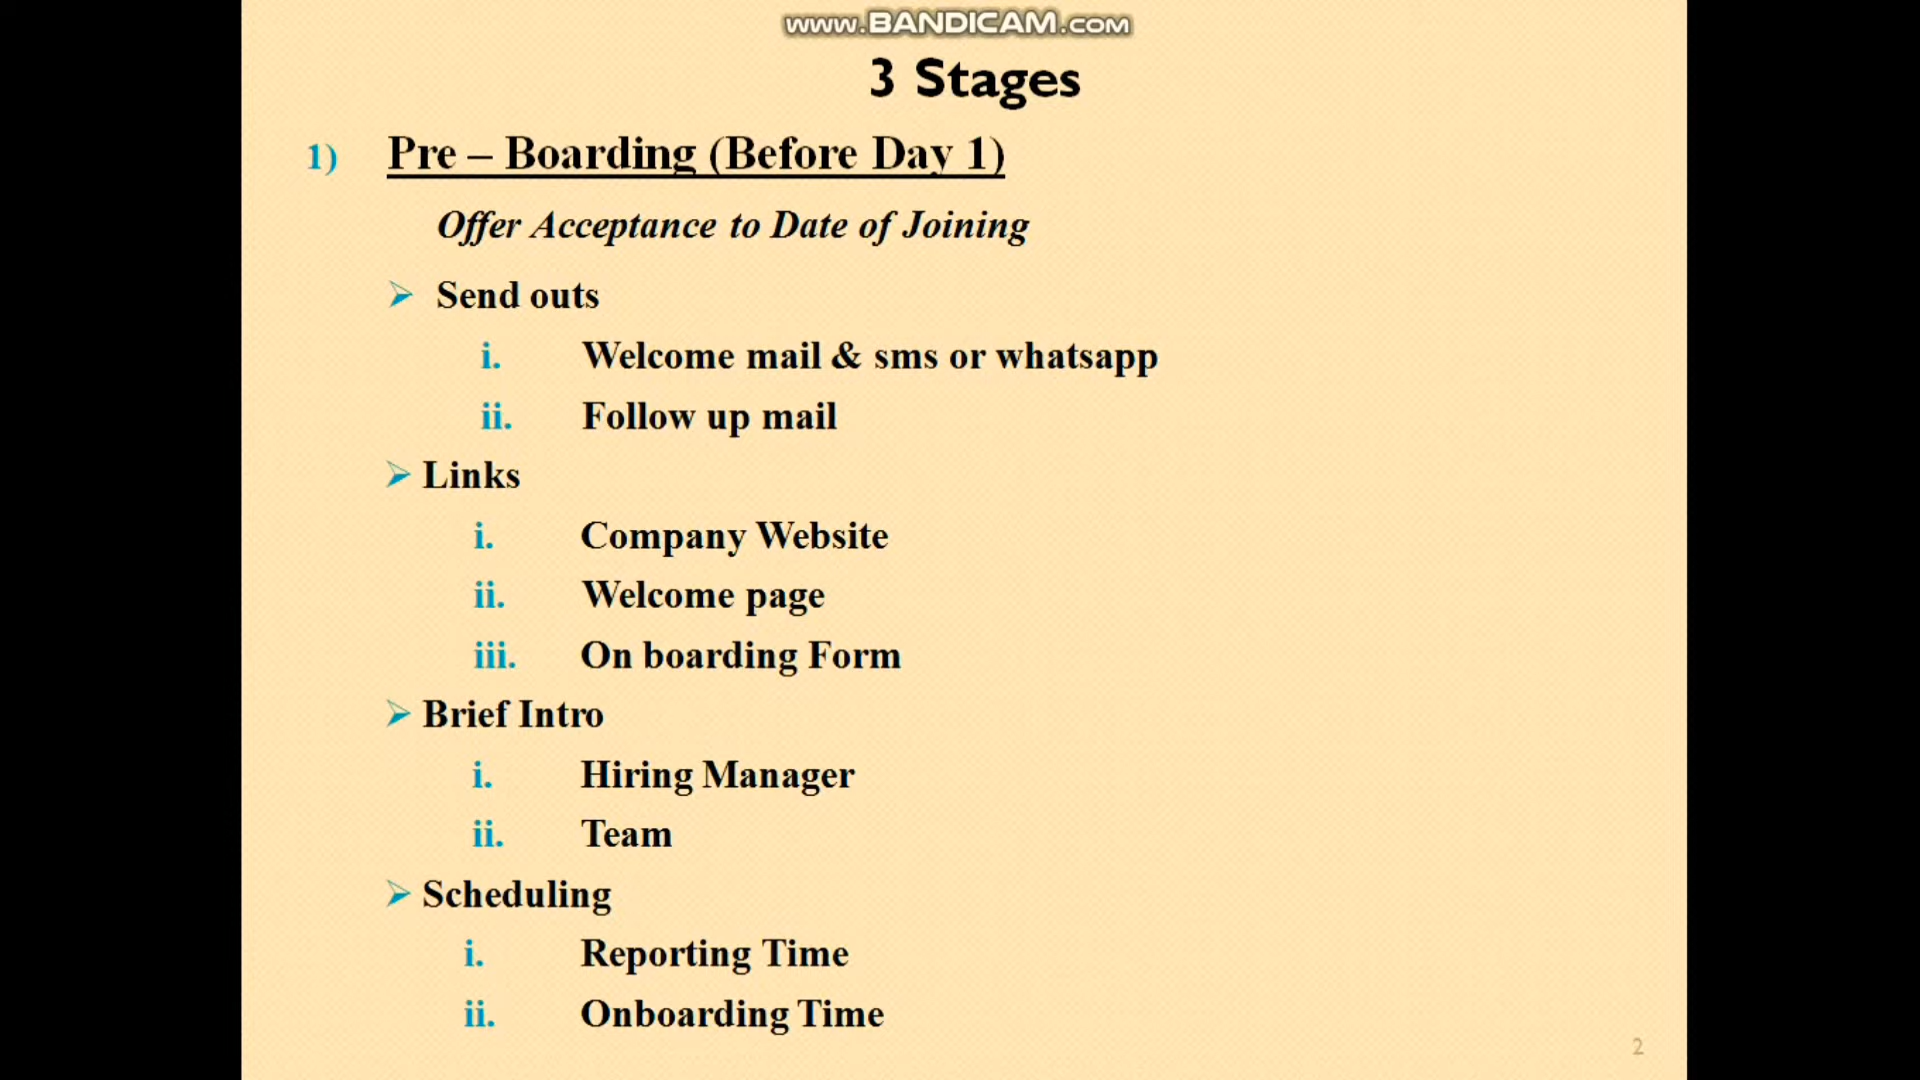 www.BANDICAM.com
3 Stages
1) Pre – Boarding (Before Day 1)
Offer Acceptance to Date of Joining
➢ Send outs
i. Welcome mail & sms or whatsapp
ii. Follow up mail
➢ Links
i. Company Website
ii. Welcome page
iii. On boarding Form
➢ Brief Intro
i. Hiring Manager
ii. Team
➢ Scheduling
i. Reporting Time
ii. Onboarding Time
2